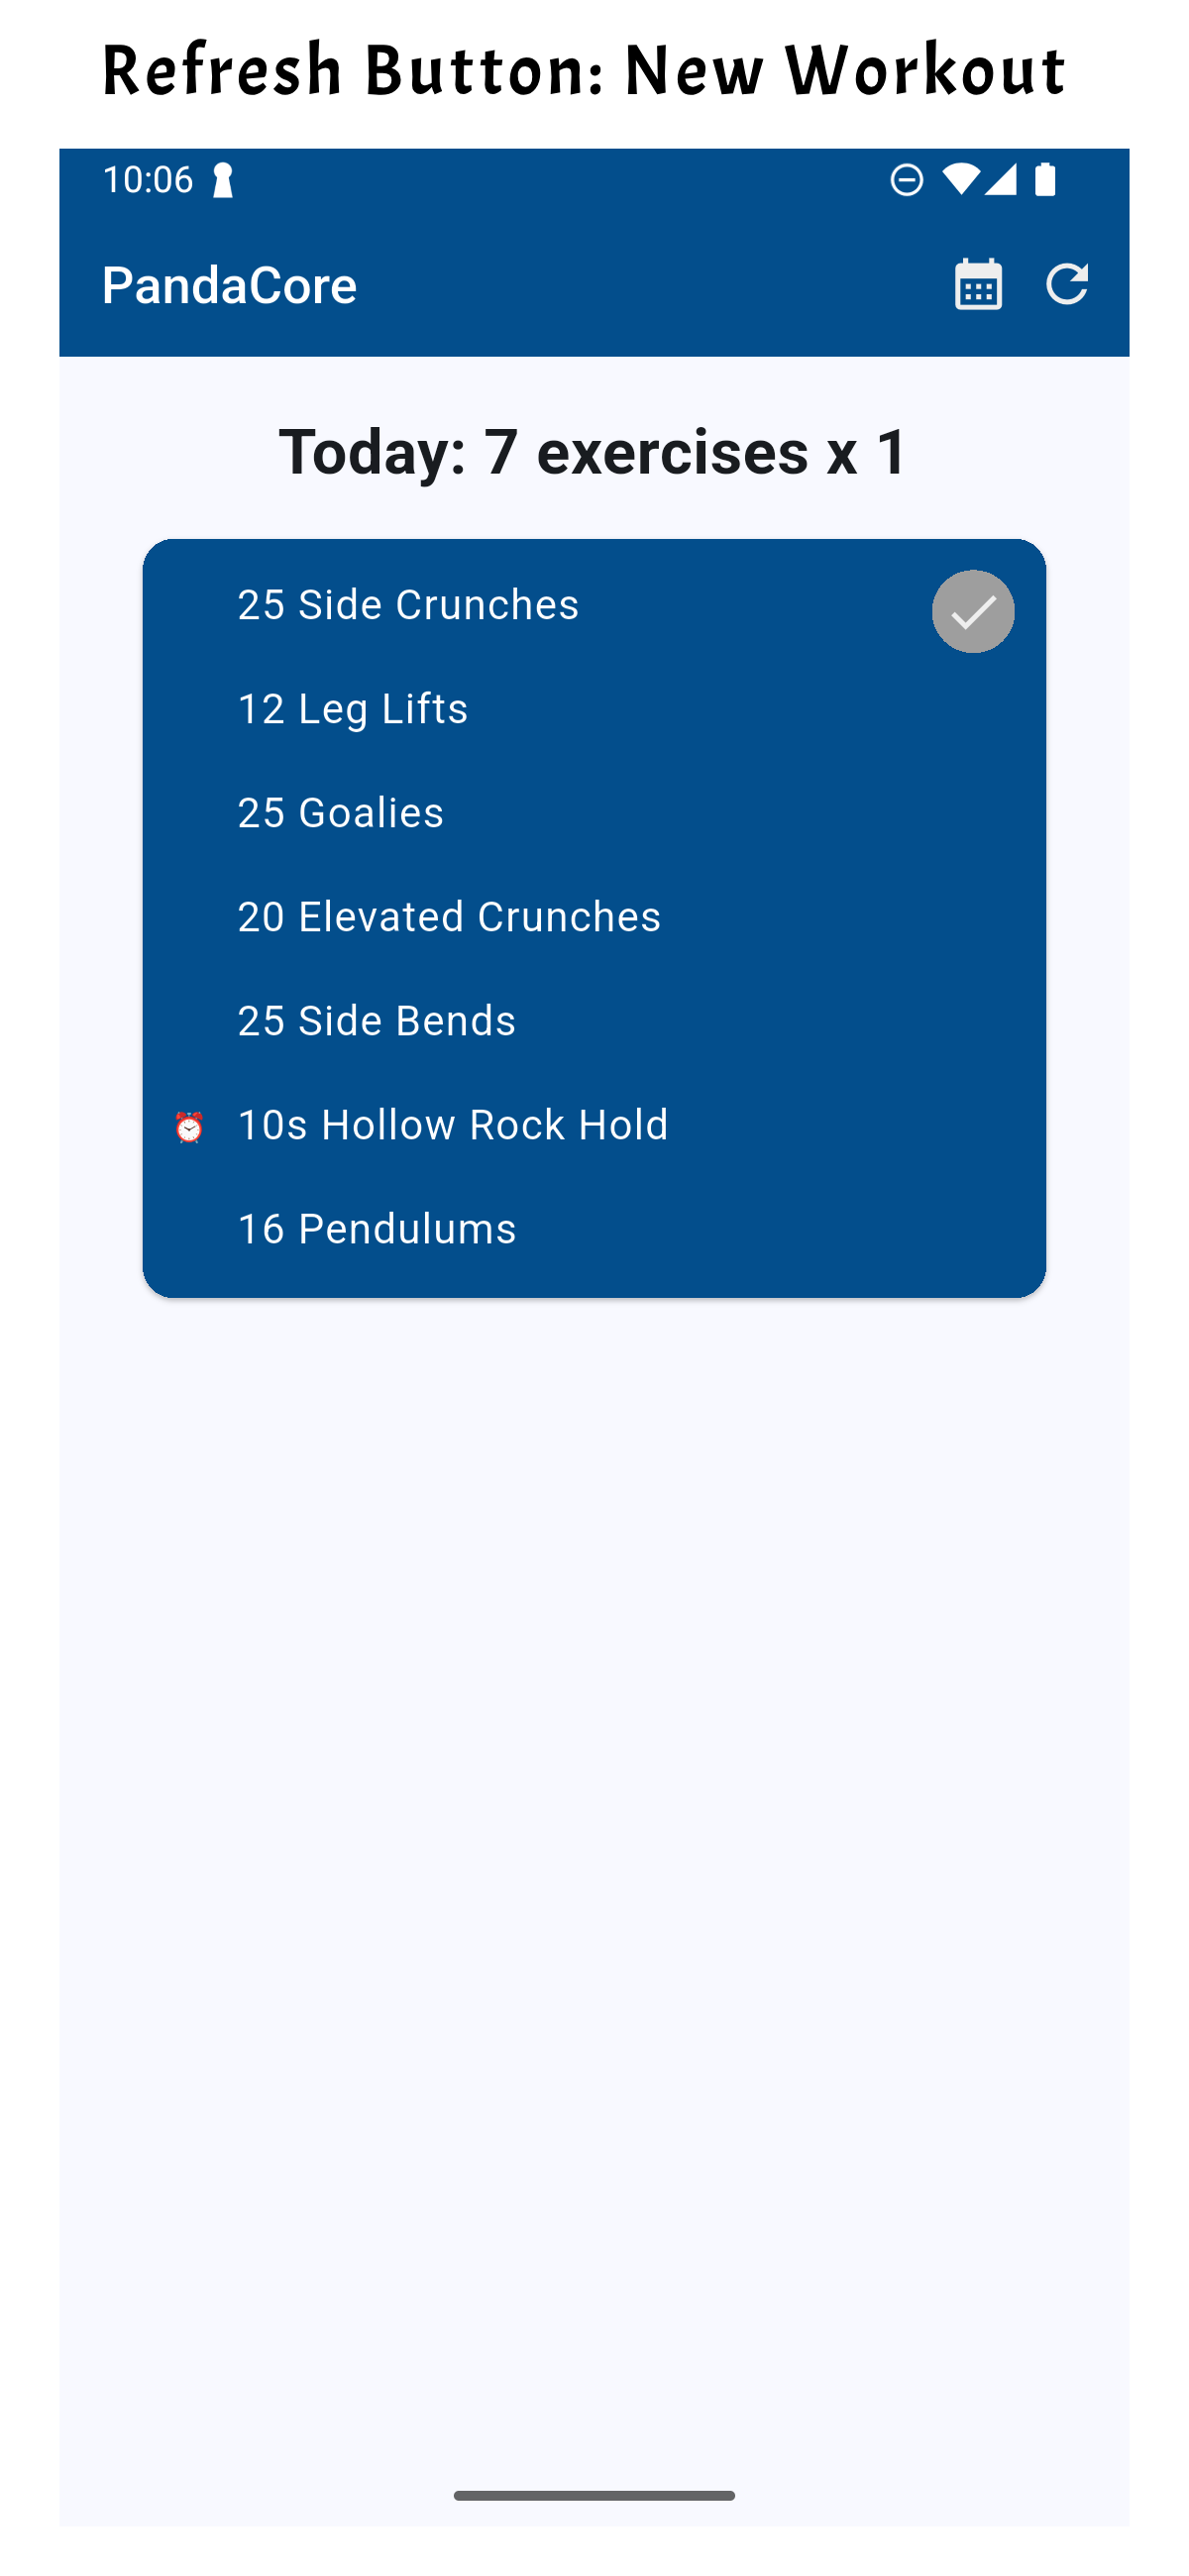 Refresh Button: New Workout
10:06
PandaCore
Today: 7 exercises x 1
25 Side Crunches
12 Leg Lifts
25 Goalies
20 Elevated Crunches
25 Side Bends
10s Hollow Rock Hold
16 Pendulums